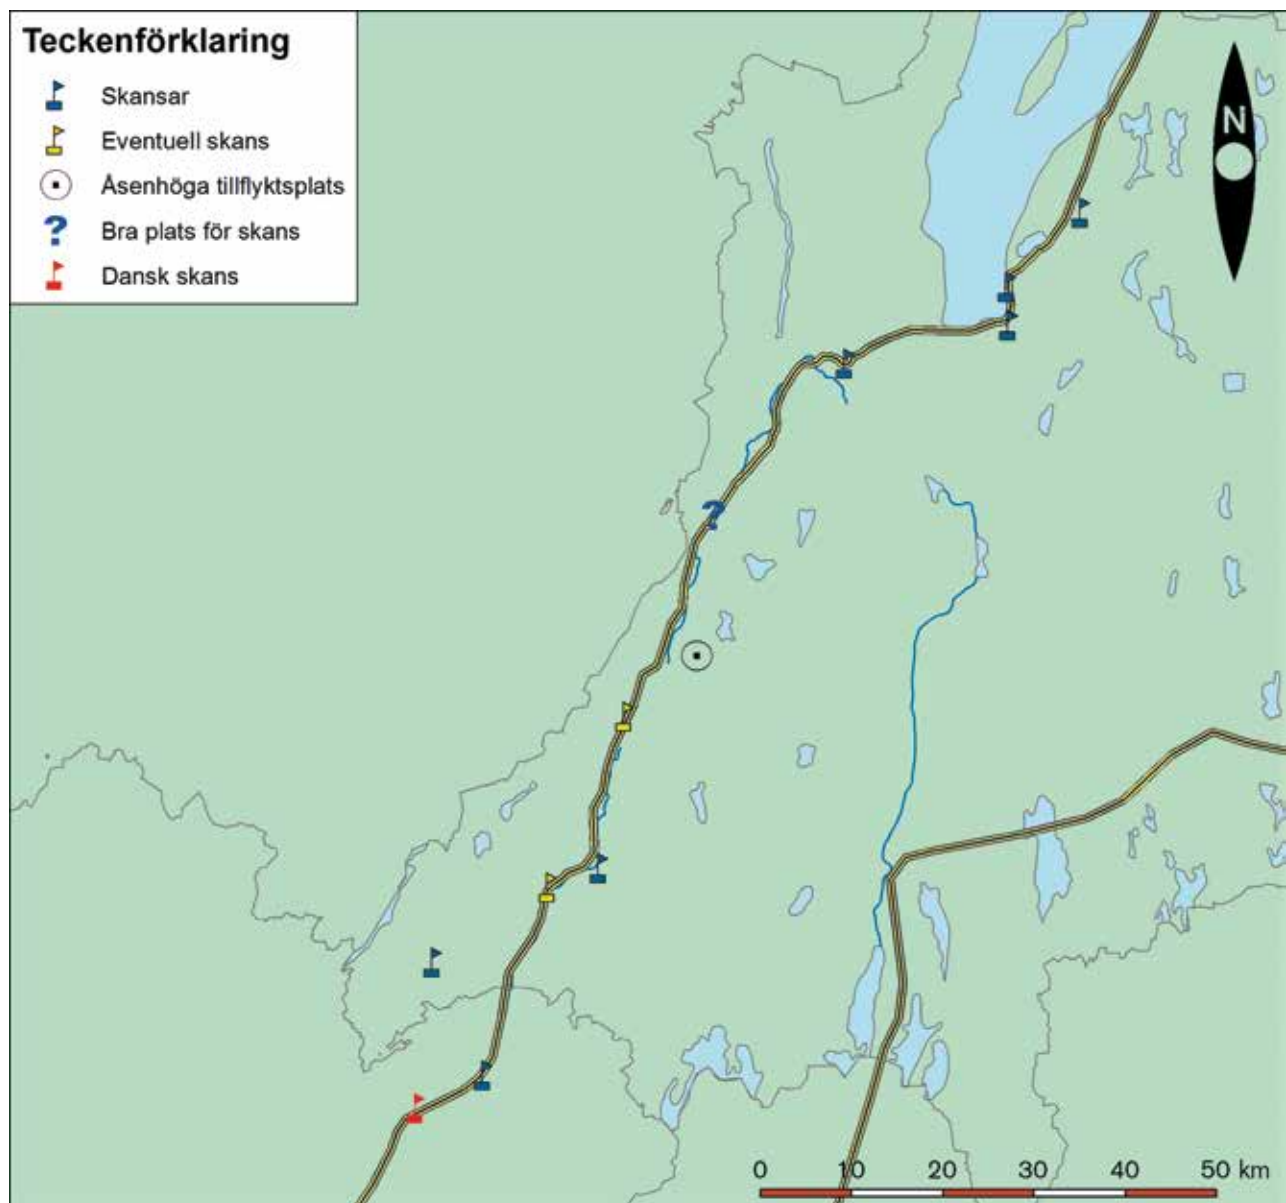 Teckenförklaring
Skansar
Eventuell skans
Åsenhöga tillflyktsplats
? Bra plats för skans
Dansk skans
N
?
0 10 20 30 40 50 km